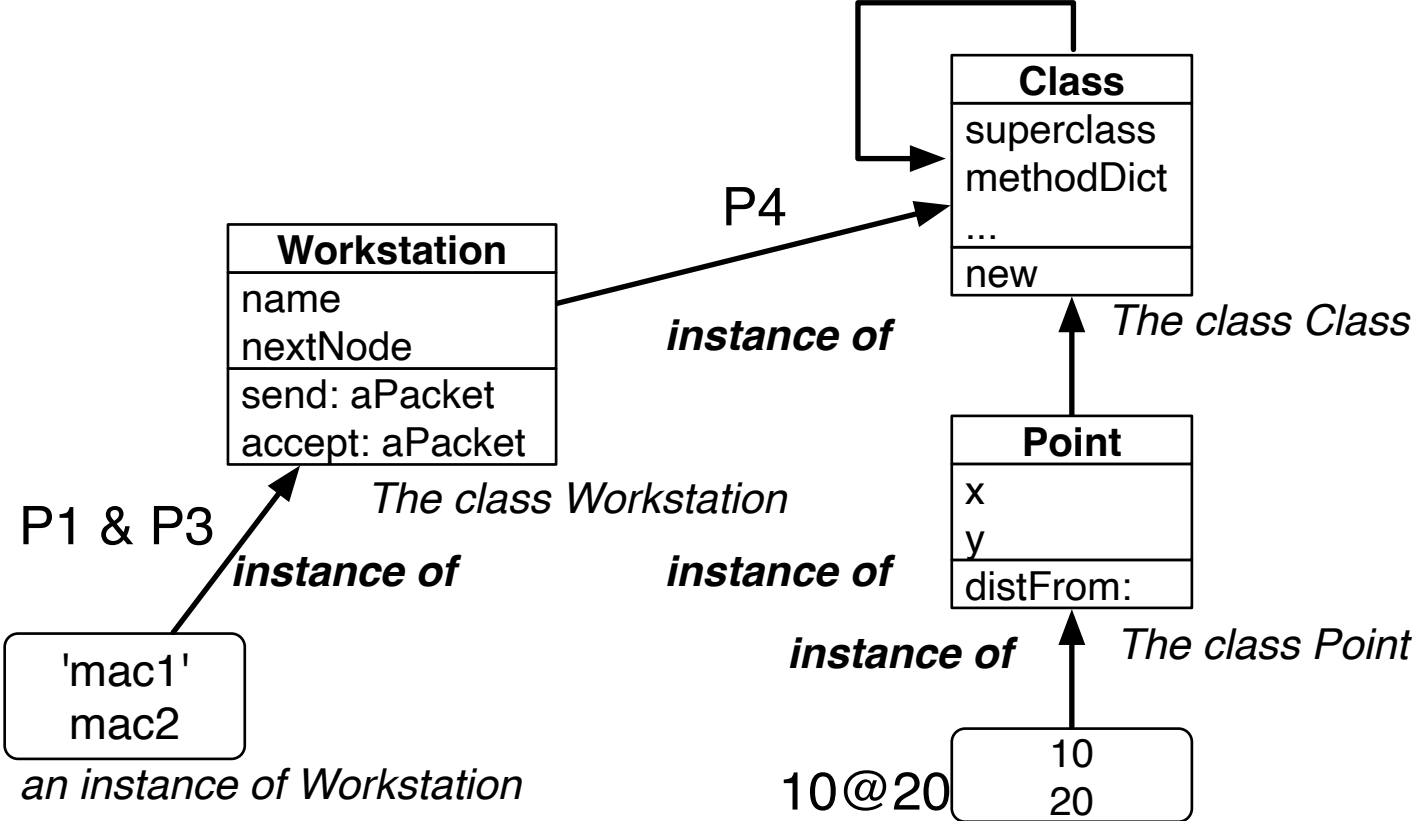 Class
superclass
methodDict
...
new
The class Class
P4
instance of
Workstation
name
nextNode
send: aPacket
accept: aPacket
The class Workstation
P1 & P3
instance of
'mac1'
mac2
an instance of Workstation
instance of
Point
x
y
distFrom:
The class Point
instance of
10@20
10
20